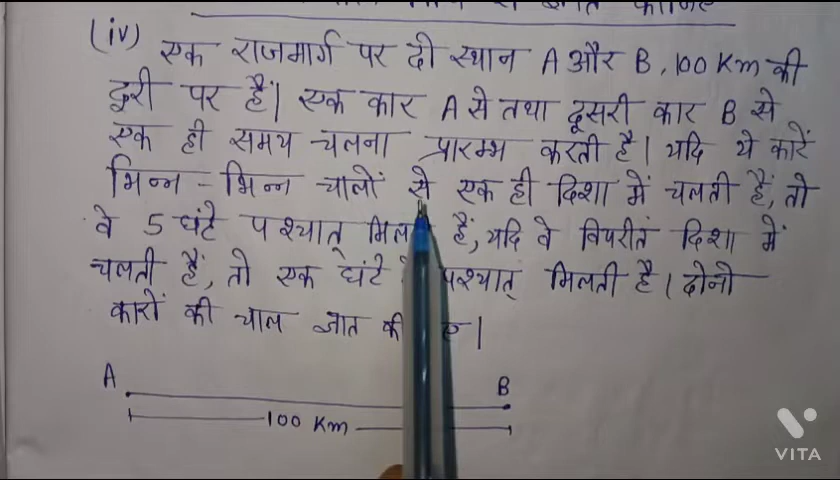 (iv) एक राजमार्ग पर दो स्थान A और B, 100 Km की
दूरी पर हैं। एक कार A से तथा दूसरी कार B से
एक ही समय चलना प्रारम्भ करती है। यदि ये कारें
भिन्न - भिन्न चालों से एक ही दिशा में चलती हैं, तो
वे 5 घंटे पश्चात् हैं, यदि वे विपरीत दिशा में
चलती हैं, तो एक घंटे पश्चात् मिलती है। दोनो
कारों की चाल ज्ञात
A B
100 Km
VITA